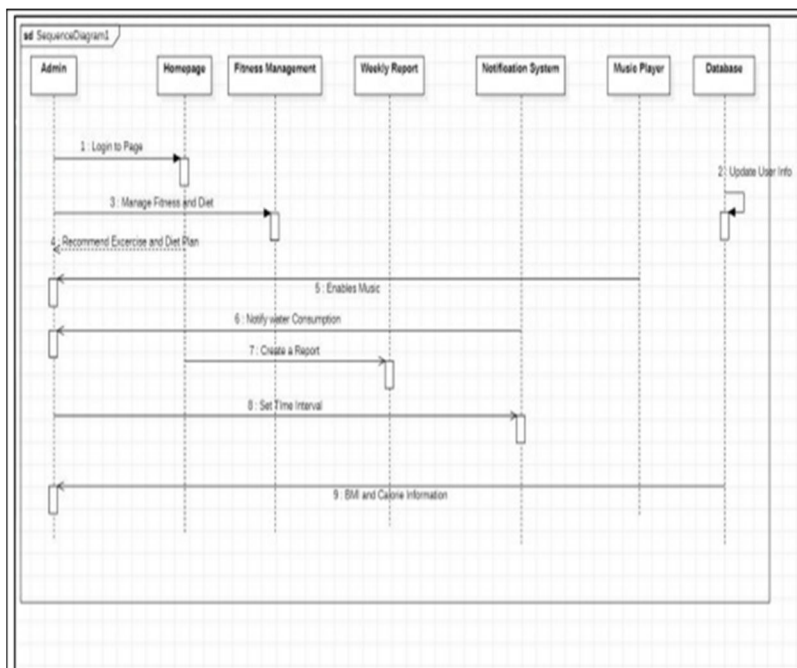 sd SequenceDiagram1
Admin
Homepage
Fitness Management
Weekly Report
Notification System
Music Player
Database
1 : Login to Page
2 : Update User Info
3 : Manage Fitness and Diet
4 : Recommend Excercise and Diet Plan
5 : Enables Music
6 : Notify water Consumption
7 : Create a Report
8 : Set Time Interval
9 : BMI and Calorie Information